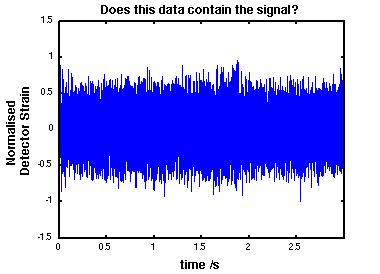 Does this data contain the signal?
1.5
1
0.5
0
-0.5
-1
-1.5
Normalised
Detector Strain
0 0.5 1 1.5 2 2.5
time /s